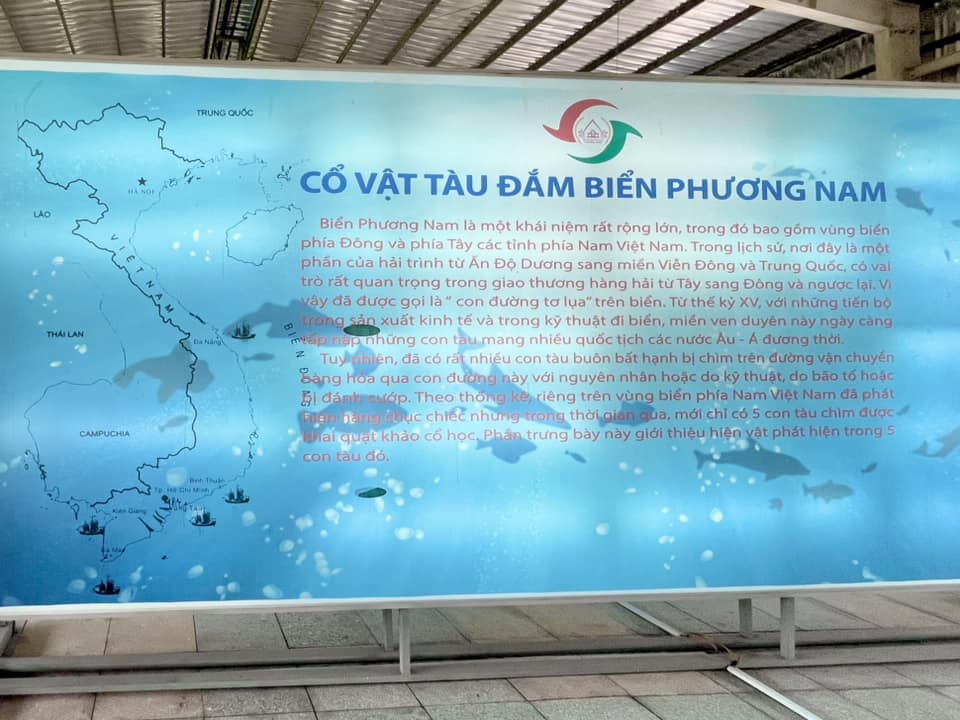 TRUNG QUỐC
HÀ NỘI
LÀO
VIETNAM
THÁI LAN
Đà Nẵng
BIỂN Đ
CAMPUCHIA
Bình Thuận
Tp. Hồ Chí Minh
Vũng Tàu
Kiên Giang
Cà Mau
CỔ VẬT TÀU ĐẮM BIỂN PHƯƠNG NAM
Biển Phương Nam là một khái niệm rất rộng lớn, trong đó bao gồm vùng biển
phía Đông và phía Tây các tỉnh phía Nam Việt Nam. Trong lịch sử, nơi đây là một
phần của hải trình từ Ấn Độ Dương sang miền Viễn Đông và Trung Quốc, có vai
trò rất quan trọng trong giao thương hàng hải từ Tây sang Đông và ngược lại. Vì
vậy đã được gọi là " con đường tơ lụa" trên biển. Từ thế kỷ XV, với những tiến bộ
trong sản xuất kinh tế và trong kỹ thuật đi biển, miền ven duyên này ngày càng
tấp nập những con tàu mang nhiều quốc tịch các nước Âu - Á đương thời.
Tuy nhiên, đã có rất nhiều con tàu buôn bất hạnh bị chìm trên đường vận chuyển
hàng hóa qua con đường này với nguyên nhân hoặc do kỹ thuật, do bão tố hoặc
bị đánh cướp. Theo thống kê, riêng trên vùng biển phía Nam Việt Nam đã phát
hiện hàng chục chiếc nhưng trong thời gian qua, mới chỉ có 5 con tàu chìm được
khai quật khảo cổ học. Phần trưng bày này giới thiệu hiện vật phát hiện trong 5
con tàu đó.